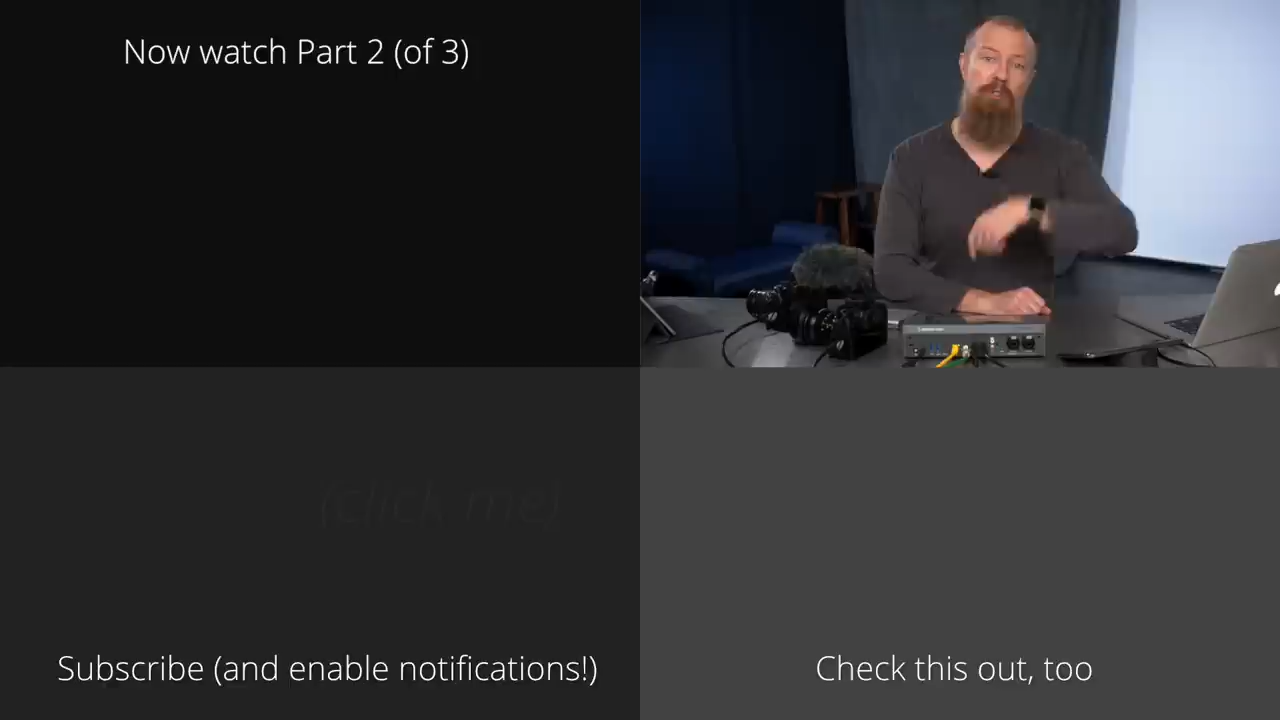 Now watch Part 2 (of 3)
(click me)
Subscribe (and enable notifications!)
Check this out, too